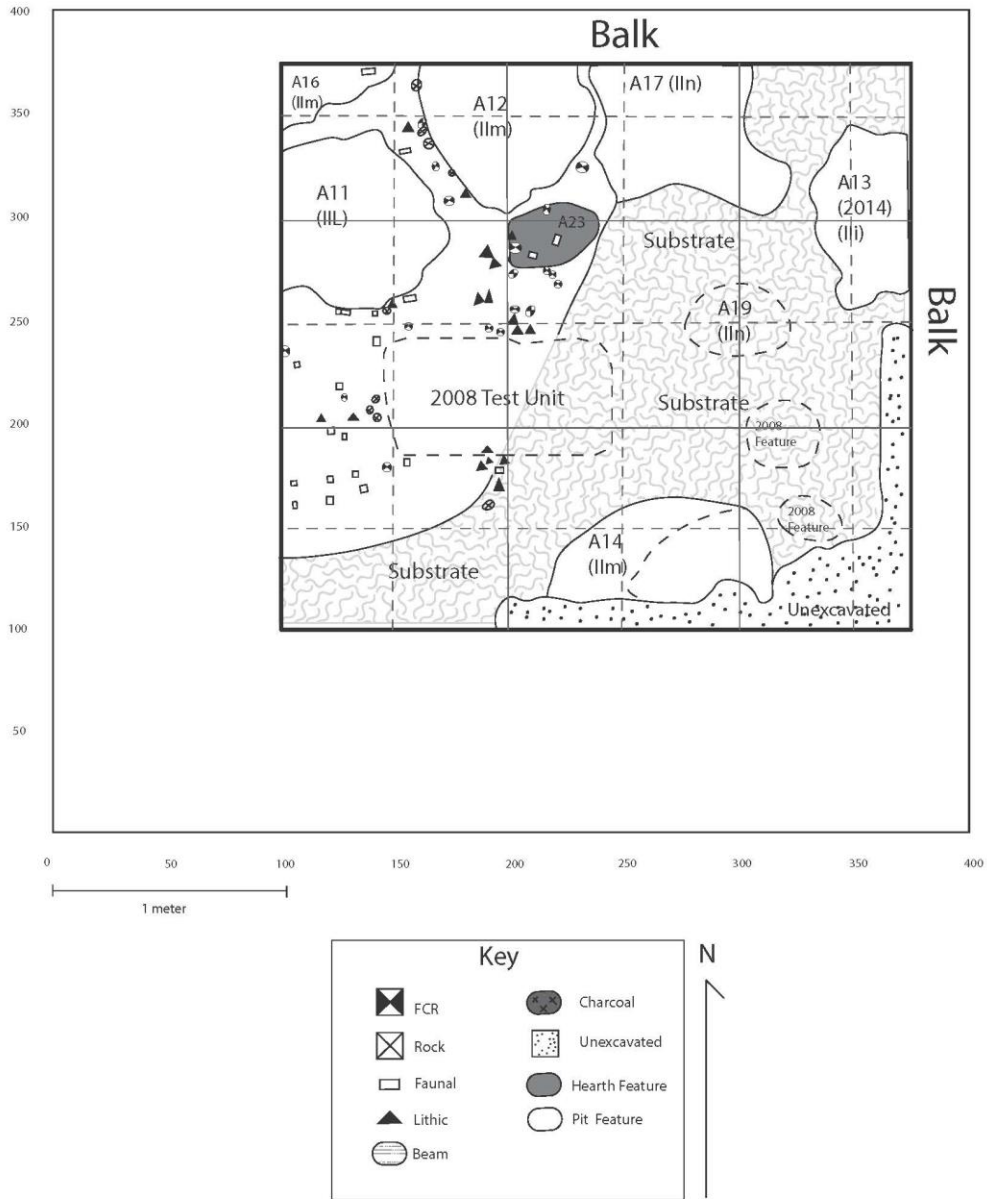 400
Balk
A16
(IIm)
A12
(IIm)
A17 (IIn)
350
A11
(IIL)
A13
(2014)
(IIi)
300
A23
Substrate
Balk
A19
(IIn)
250
2008 Test Unit
Substrate
2008
Feature
200
2008
Feature
150
A14
(IIm)
Substrate
Unexcavated
100
50
0
50
100
150
200
250
300
350
400
1 meter
Key
N
FCR
Charcoal
Rock
Unexcavated
Faunal
Hearth Feature
Lithic
Pit Feature
Beam